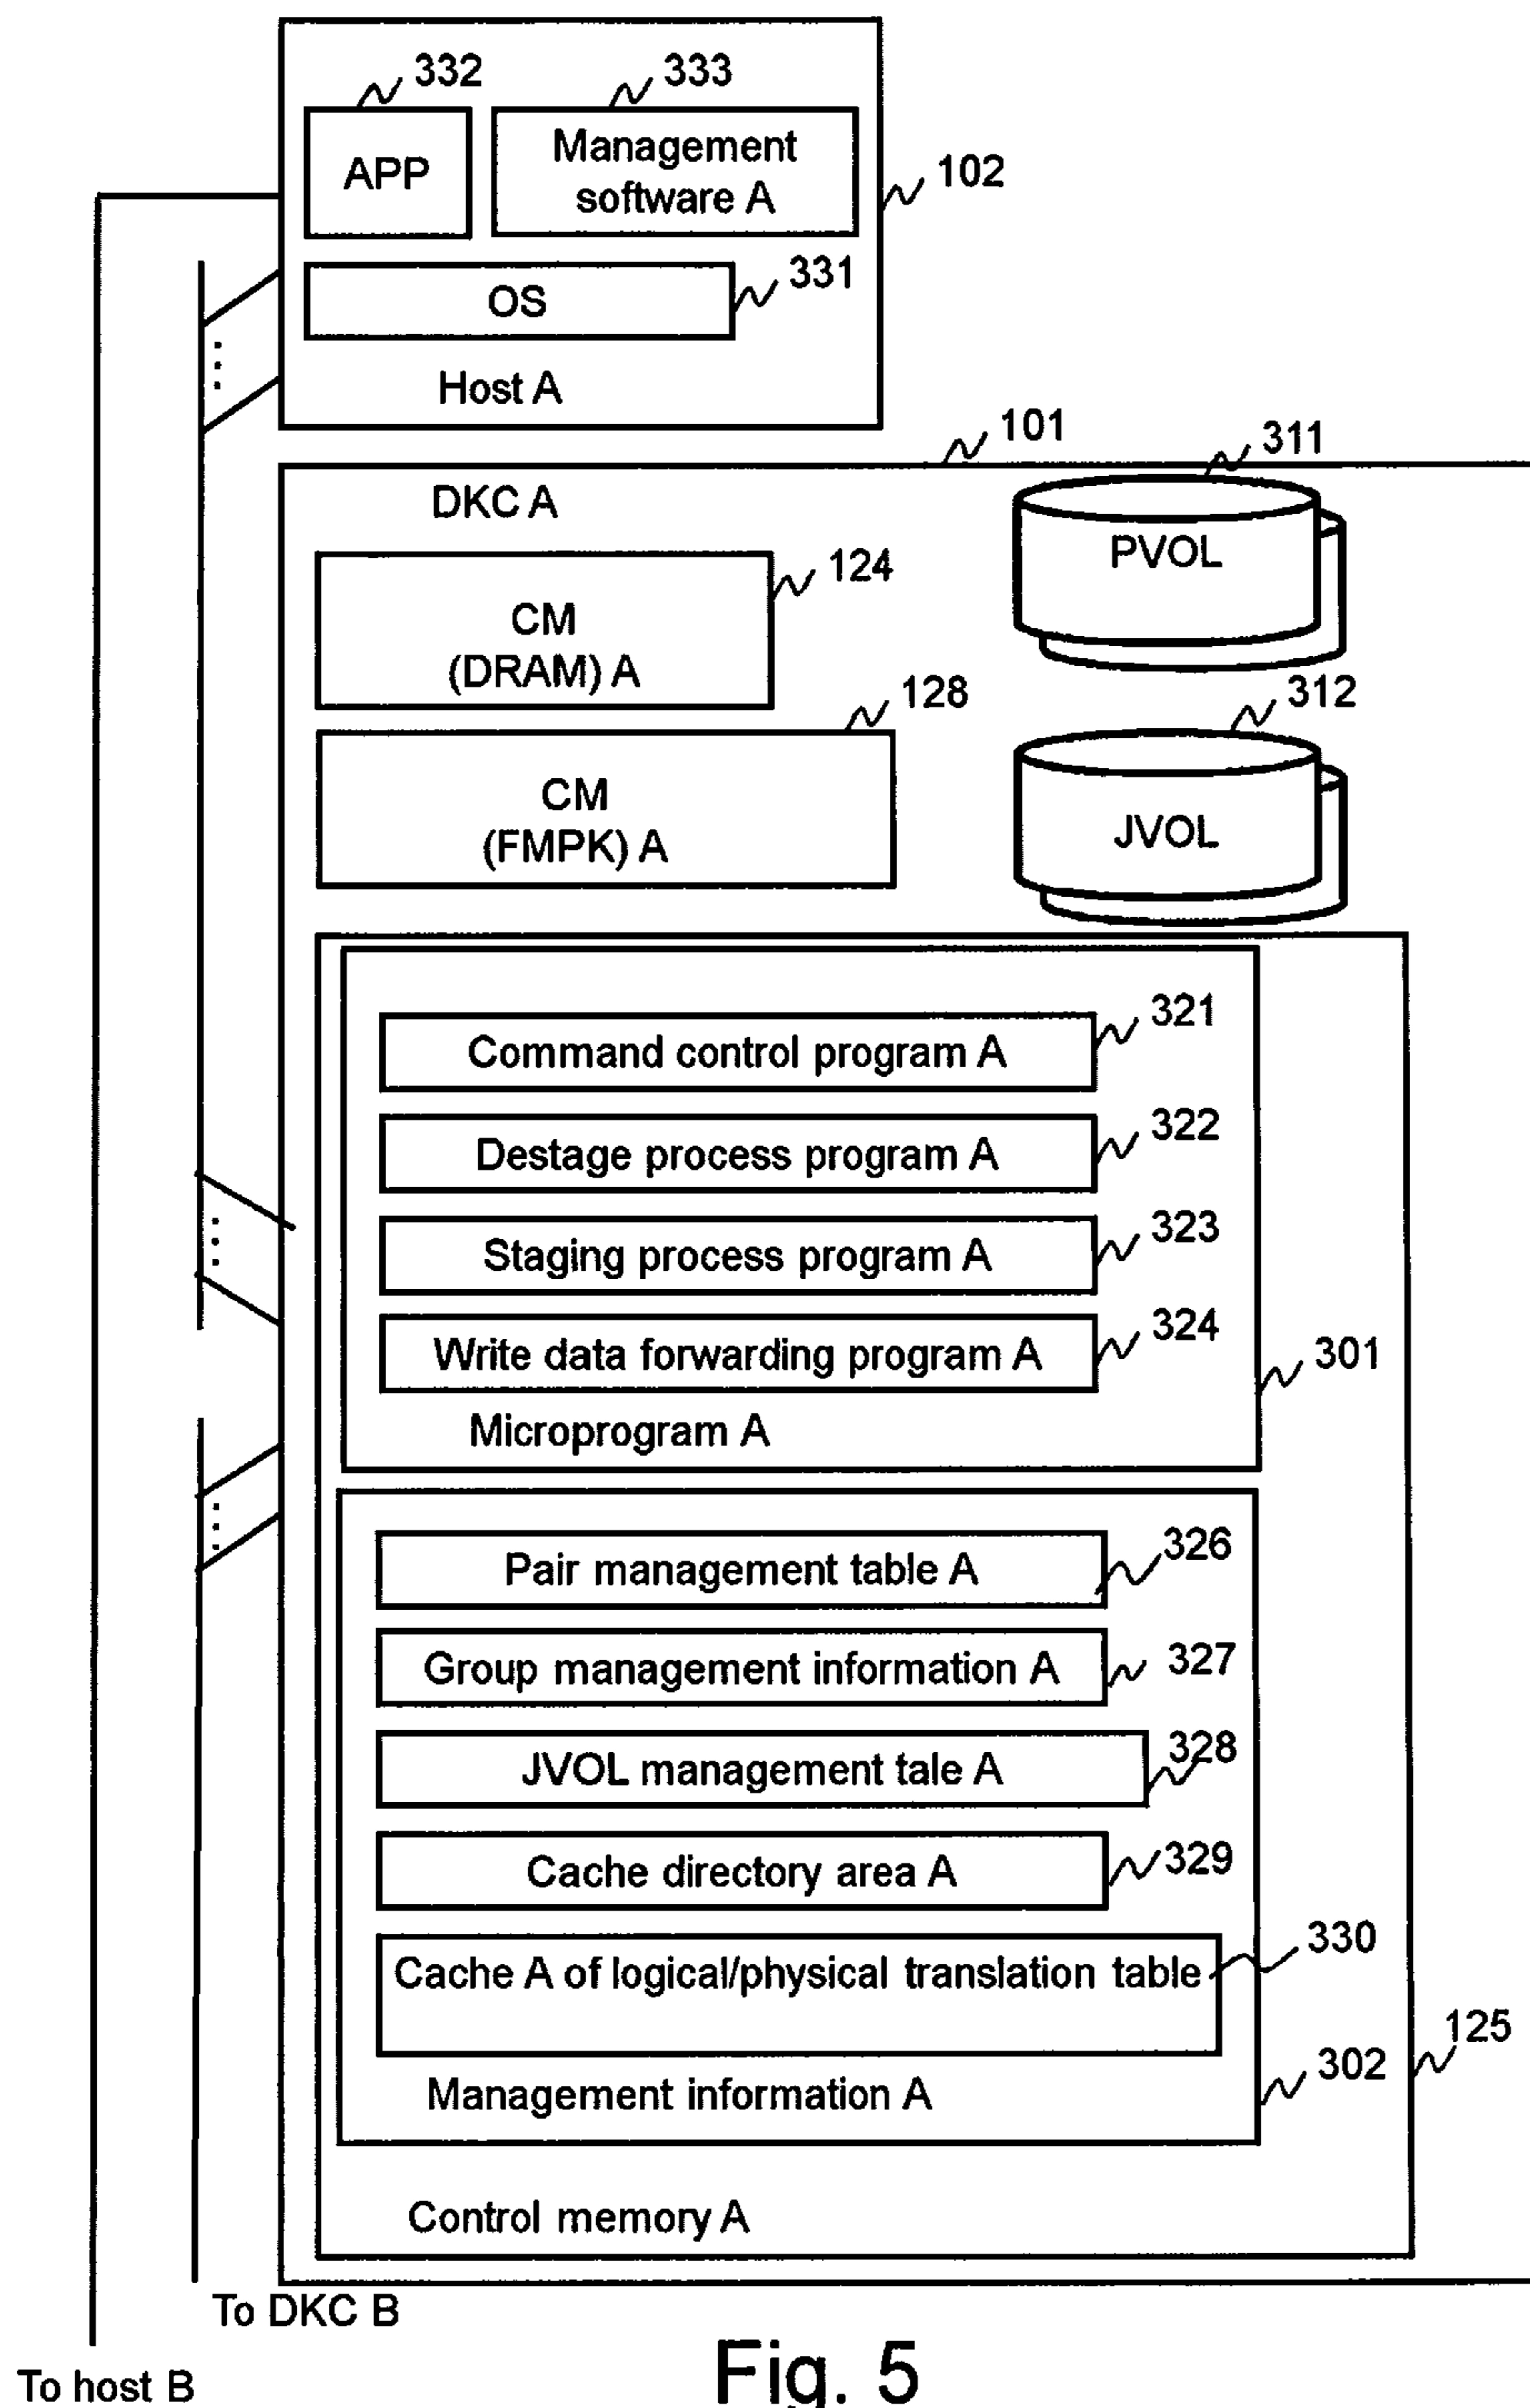 332
333
APP
Management
software A
102
OS
331
Host A
101
311
DKC A
PVOL
124
CM
(DRAM) A
128
312
CM
(FMPK) A
JVOL
321
Command control program A
322
Destage process program A
323
Staging process program A
324
Write data forwarding program A
301
Microprogram A
326
Pair management table A
327
Group management information A
328
JVOL management tale A
329
Cache directory area A
330
Cache A of logical/physical translation table
125
302
Management information A
Control memory A
To DKC B
To host B
Fig. 5